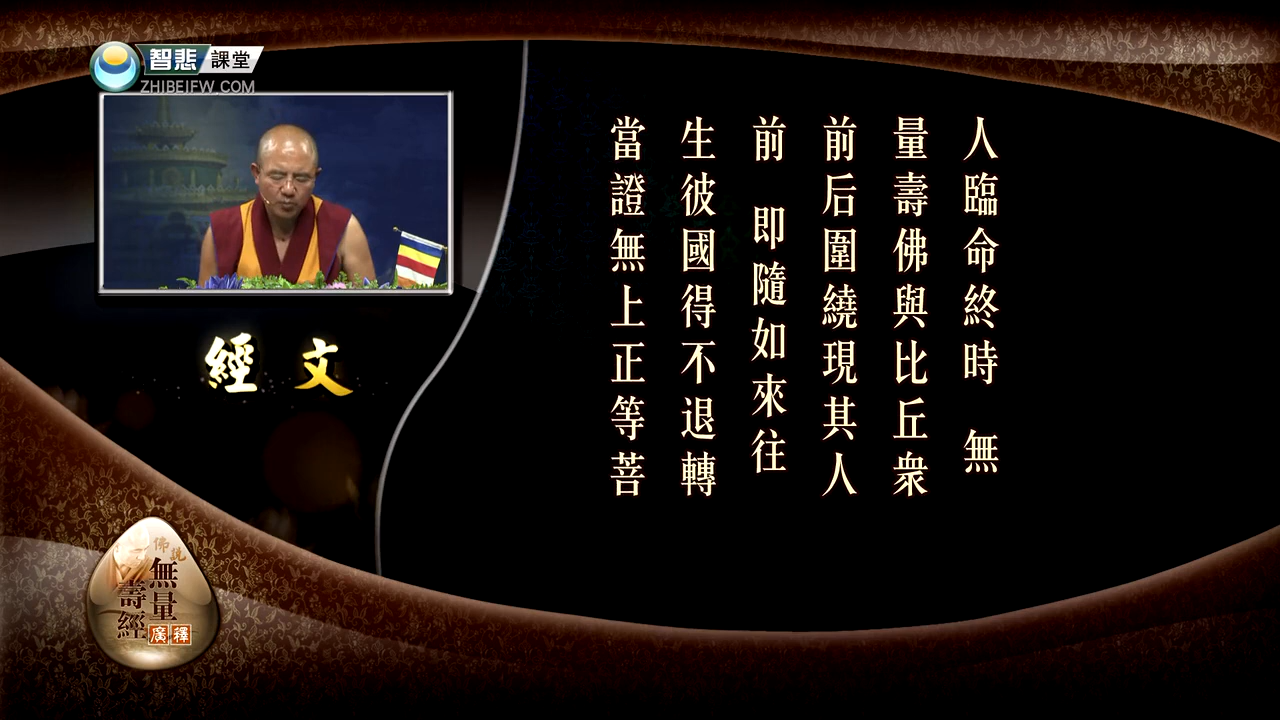 智悲課堂
ZHIBEIFW.COM
人臨命終時 無
量壽佛與比丘衆
前后圍繞現其人
前 即隨如來往
生彼國得不退轉
當證無上正等菩
經文
佛說
無量
壽經
廣釋